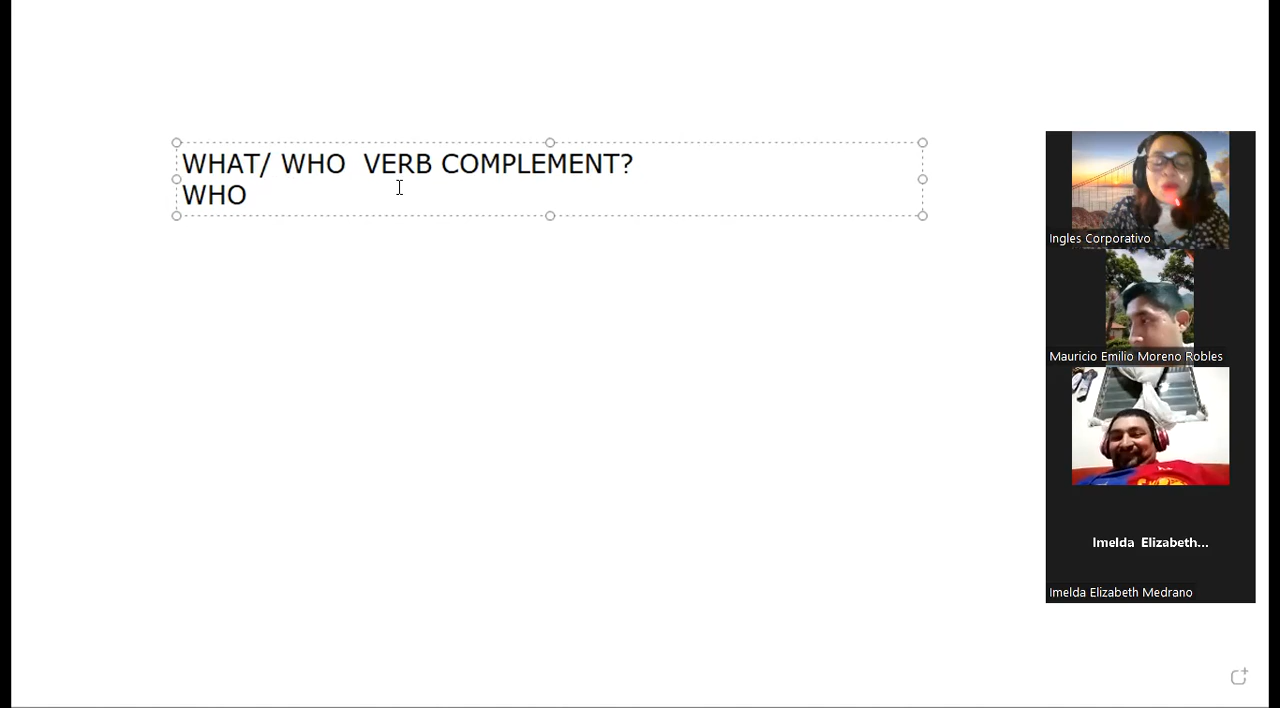 WHAT/ WHO VERB COMPLEMENT?
WHO
Ingles Corporativo
Mauricio Emilio Moreno Robles
Imelda Elizabeth...
Imelda Elizabeth Medrano